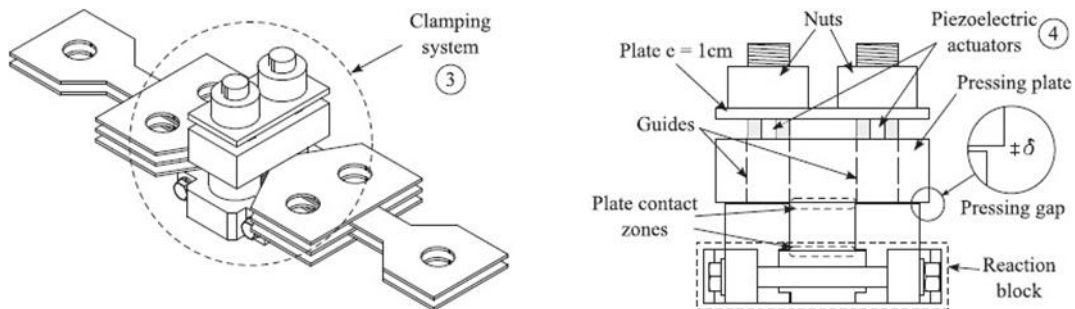 Clamping
system
3
Nuts
Piezoelectric
actuators
4
Plate e = 1cm
Pressing plate
Guides
‡δ
Pressing gap
Plate contact
zones
Reaction
block